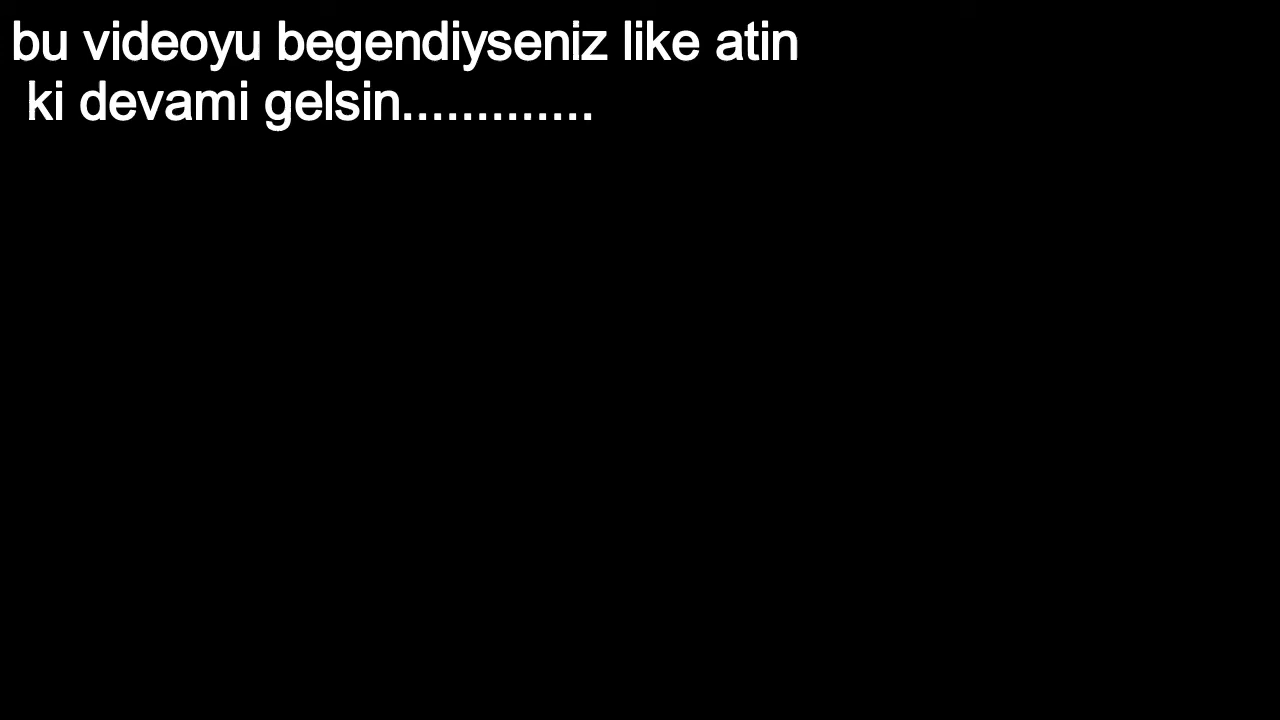 bu videoyu begendiyseniz like atin
ki devami gelsin.............